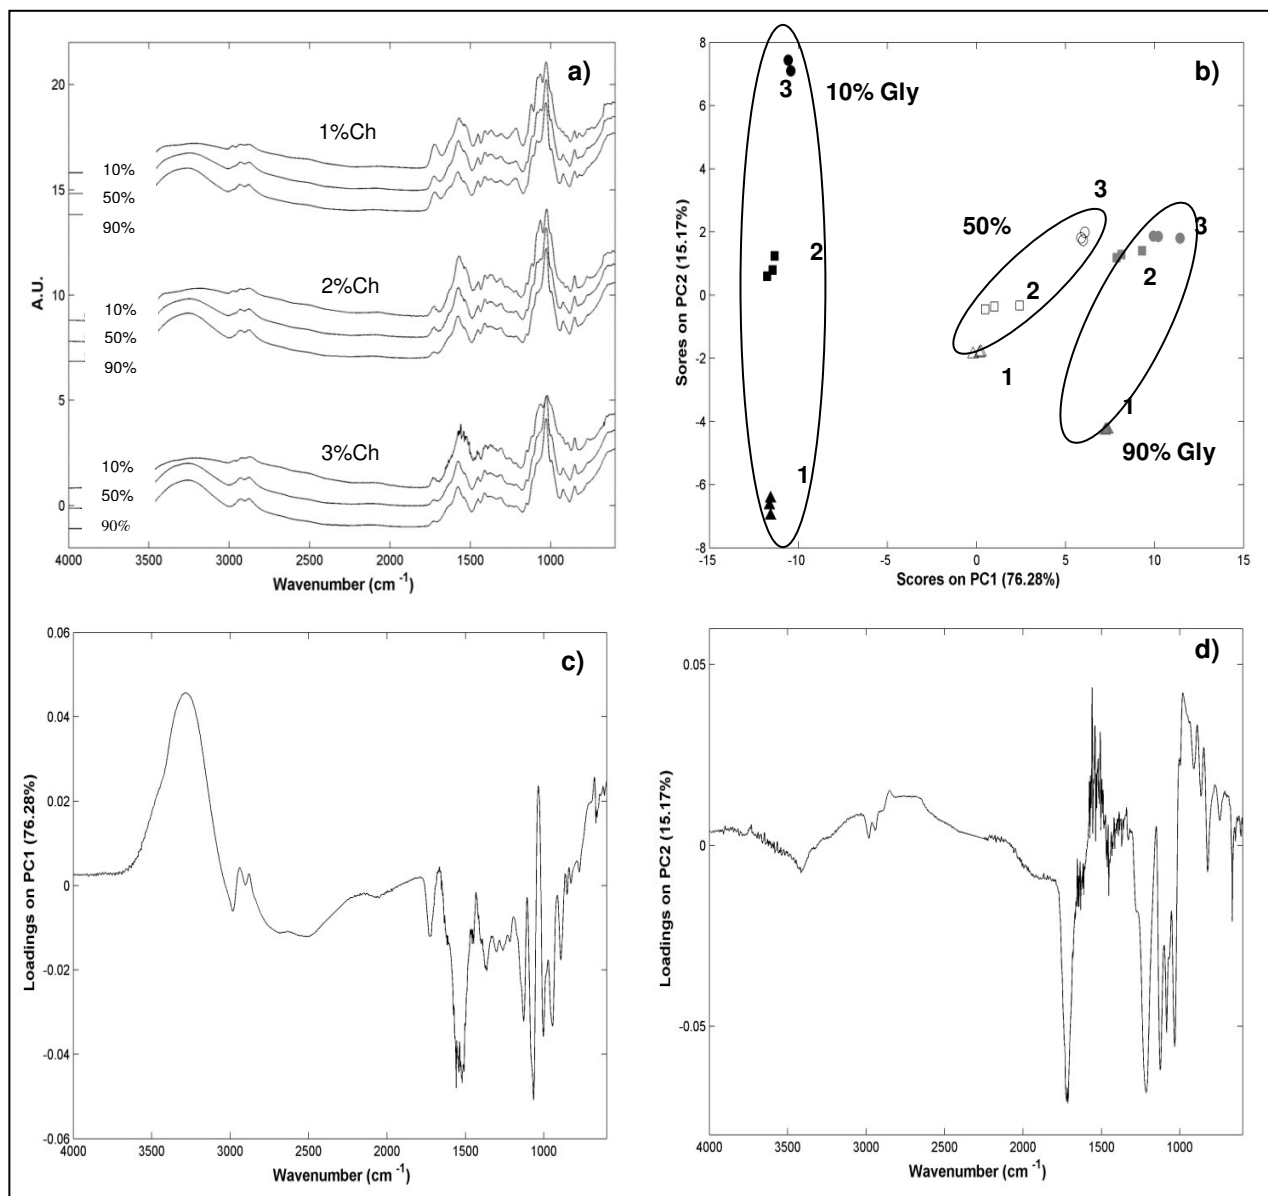 a)
20
15
10
5
0
A.U.
1%Ch
10%
50%
90%
2%Ch
10%
50%
90%
3%Ch
10%
50%
90%
4000 3500 3000 2500 2000 1500 1000
Wavenumber (cm -1)
b)
8
6
4
2
0
-2
-4
-6
-8
Sores on PC2 (15.17%)
3
10% Gly
2
1
50%
3
2
1
3
2
1
90% Gly
-15 -10 -5 0 5 10 15
Scores on PC1 (76.28%)
c)
0.06
0.04
0.02
0
-0.02
-0.04
-0.06
Loadings on PC1 (76.28%)
4000 3500 3000 2500 2000 1500 1000
Wavenumber (cm -1)
d)
0.05
0
-0.05
Loadings on PC2 (15.17%)
4000 3500 3000 2500 2000 1500 1000
Wavenumber (cm -1)